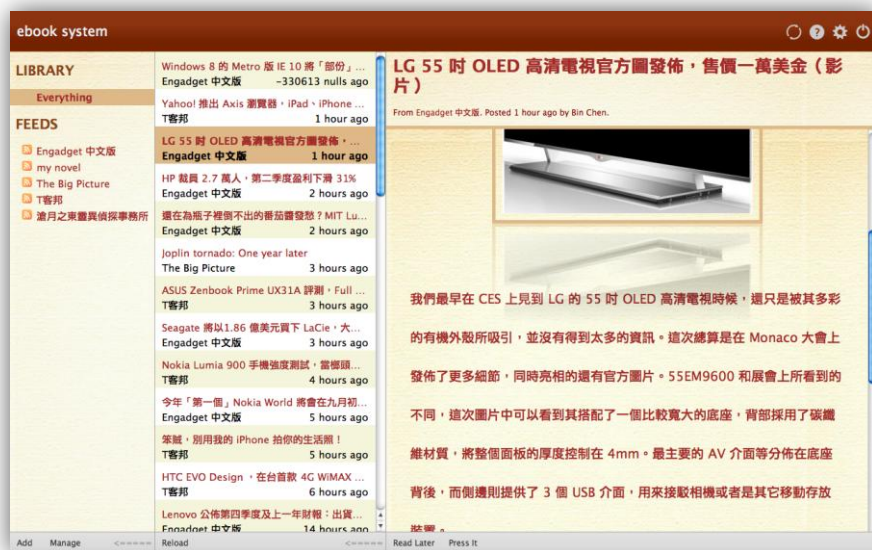 ebook system
LIBRARY
Everything
FEEDS
Engadget 中文版
my novel
The Big Picture
T客邦
滄月之東靈異偵探事務所
Add Manage <=====
Windows 8 的 Metro 版 IE 10 將「部份」...
Engadget 中文版 -330613 nulls ago
Yahoo! 推出 Axis 瀏覽器，iPad、iPhone ...
T客邦 1 hour ago
LG 55 吋 OLED 高清電視官方圖發佈，...
Engadget 中文版 1 hour ago
HP 裁員 2.7 萬人，第二季度盈利下滑 31%
Engadget 中文版 2 hours ago
還在為瓶子裡倒不出的番茄醬發愁？MIT Lu...
Engadget 中文版 2 hours ago
Joplin tornado: One year later
The Big Picture 3 hours ago
ASUS Zenbook Prime UX31A 評測，Full ...
T客邦 3 hours ago
Seagate 將以1.86 億美元買下 LaCie，大...
Engadget 中文版 3 hours ago
Nokia Lumia 900 手機強度測試，當榔頭...
T客邦 4 hours ago
今年「第一個」Nokia World 將會在九月初...
Engadget 中文版 5 hours ago
笨賊，別用我的 iPhone 拍你的生活照！
T客邦 5 hours ago
HTC EVO Design ，在台首款 4G WiMAX ...
T客邦 6 hours ago
Lenovo 公佈第四季度及上一年財報：出貨...
Engadget 中文版 14 hours ago
Reload <=====
LG 55 吋 OLED 高清電視官方圖發佈，售價一萬美金（影
片）
From Engadget 中文版. Posted 1 hour ago by Bin Chen.
我們最早在 CES 上見到 LG 的 55 吋 OLED 高清電視時候，還只是被其多彩
的有機外殼所吸引，並沒有得到太多的資訊。這次總算是在 Monaco 大會上
發佈了更多細節，同時亮相的還有官方圖片。55EM9600 和展會上所看到的
不同，這次圖片中可以看到其搭配了一個比較寬大的底座，背部採用了碳纖
維材質，將整個面板的厚度控制在 4mm。最主要的 AV 介面等分佈在底座
背後，而側邊則提供了 3 個 USB 介面，用來接駁相機或者是其它移動存放
裝置。
Read Later Press It